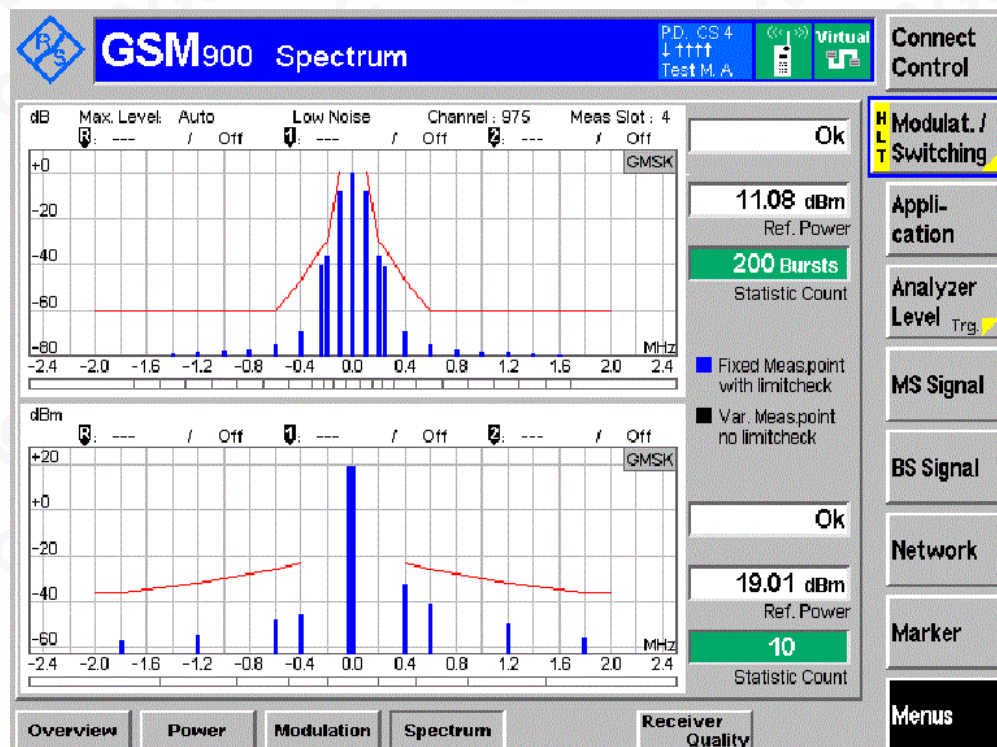 R/S
GSM900 Spectrum
PD. CS 4
Test M. A
Virtual
Connect
Control
dB Max. Level: Auto Low Noise Channel : 975 Meas Slot : 4
R: --- / Off 1: --- / Off 2: --- / Off
GMSK
+0
-20
-40
-60
-80
MHz
-2.4 -2.0 -1.6 -1.2 -0.8 -0.4 0.0 0.4 0.8 1.2 1.6 2.0 2.4
Ok
11.08 dBm
Ref. Power
200 Bursts
Statistic Count
Fixed Meas.point
with limitcheck
Var. Meas.point
no limitcheck
dBm
R: --- / Off 1: --- / Off 2: --- / Off
GMSK
+20
+0
-20
-40
-60
MHz
-2.4 -2.0 -1.6 -1.2 -0.8 -0.4 0.0 0.4 0.8 1.2 1.6 2.0 2.4
Ok
19.01 dBm
Ref. Power
10
Statistic Count
HLT
Modulat. /
Switching
Appli-
cation
Analyzer
Level Trg.
MS Signal
BS Signal
Network
Marker
Menus
Overview
Power
Modulation
Spectrum
Receiver
Quality